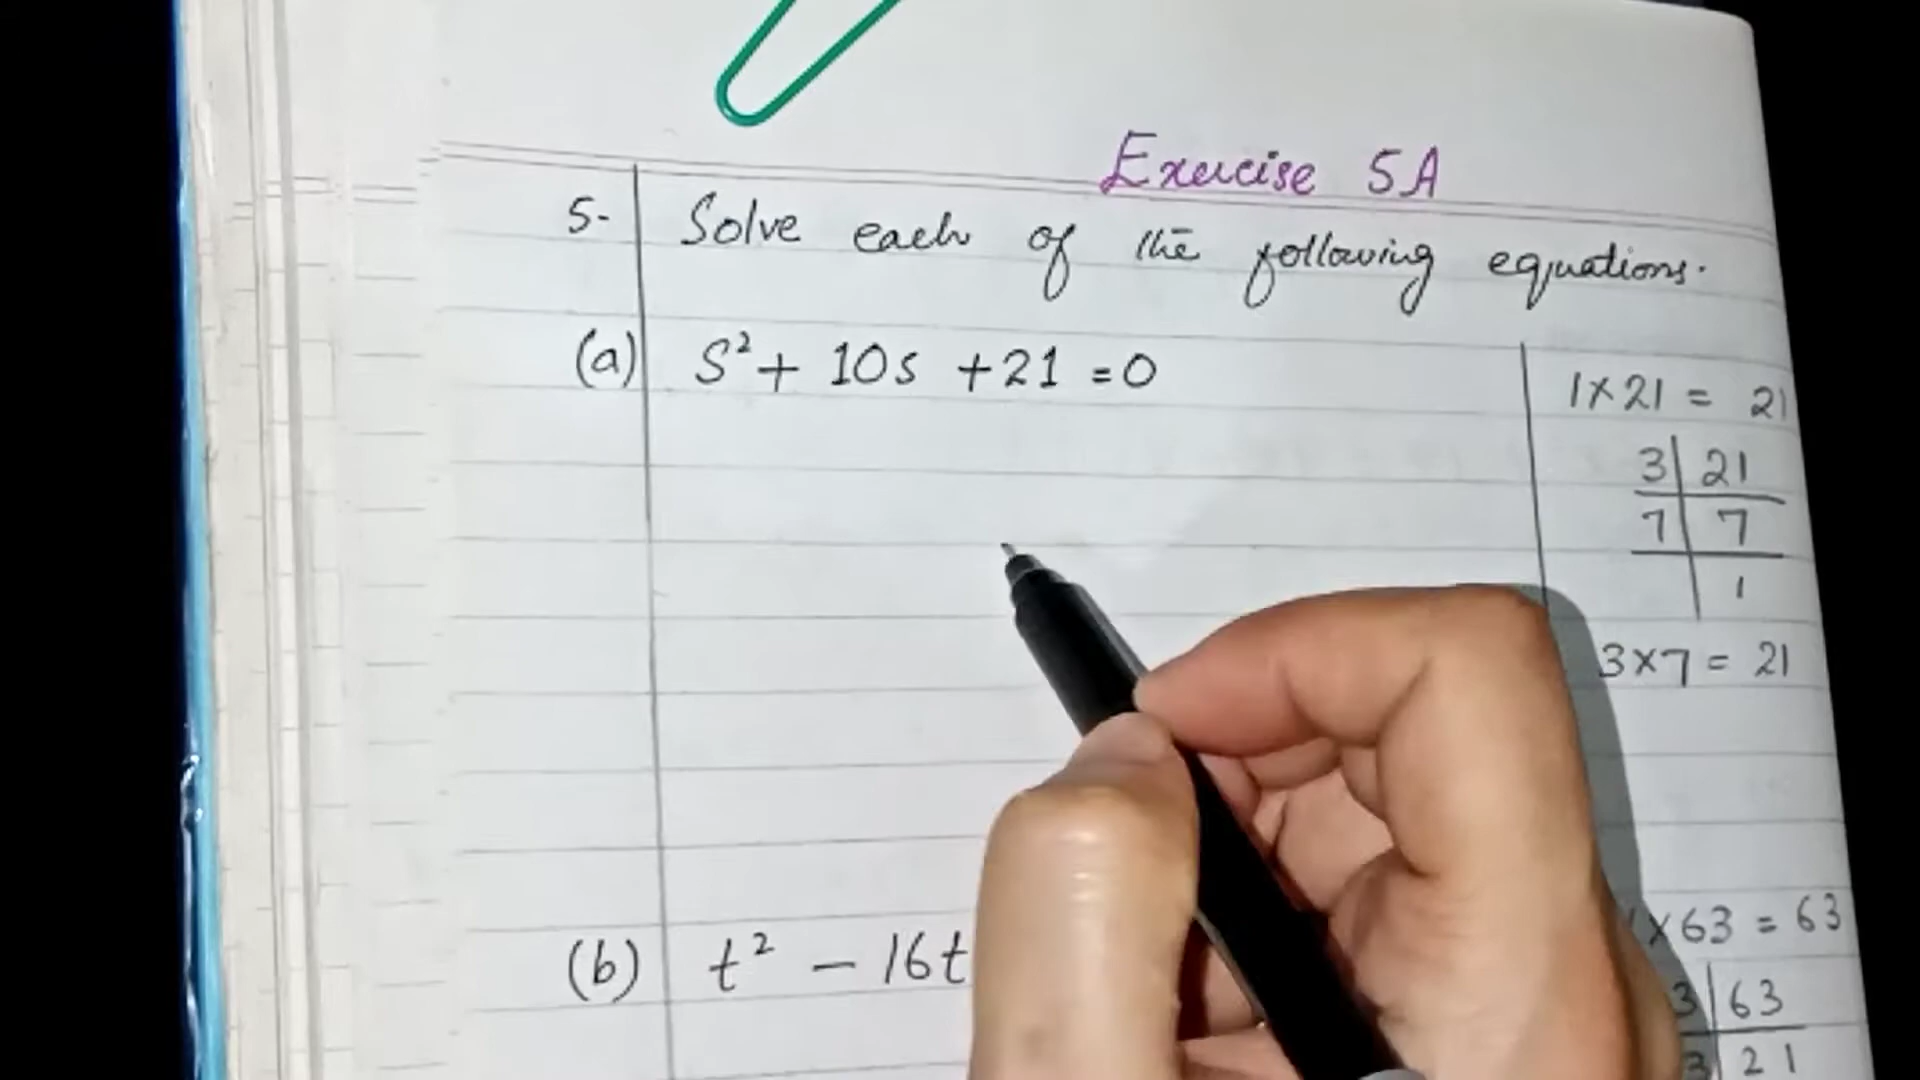 Exercise 5A
5- Solve each of the following equations.
(a) S² + 10s + 21 = 0
1 × 21 = 21
3 | 21
7 | 7
1
3 × 7 = 21
(b) t² - 16t
× 63 = 63
3 | 63
3 | 21